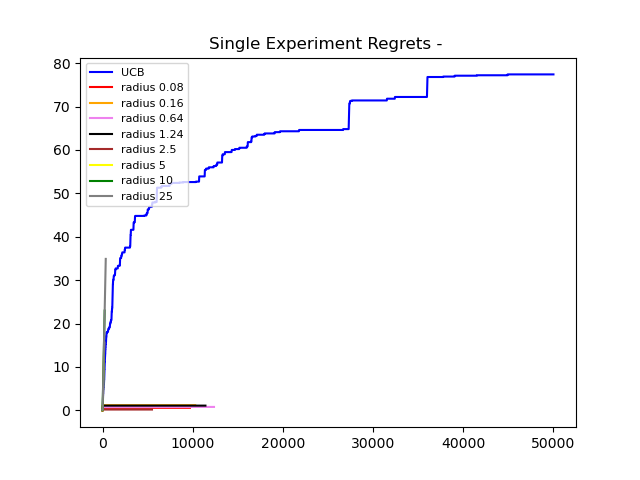 Single Experiment Regrets -
80
70
60
50
40
30
20
10
0
UCB
radius 0.08
radius 0.16
radius 0.64
radius 1.24
radius 2.5
radius 5
radius 10
radius 25
0 10000 20000 30000 40000 50000